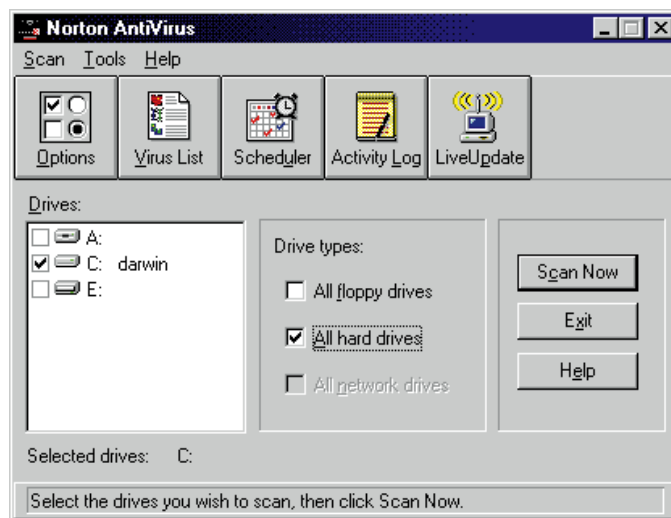 Norton AntiVirus
Scan Tools Help
Options Virus List Scheduler Activity Log LiveUpdate
Drives:
A:
C: darwin
E:
Drive types:
All floppy drives
All hard drives
All network drives
Scan Now
Exit
Help
Selected drives: C:
Select the drives you wish to scan, then click Scan Now.